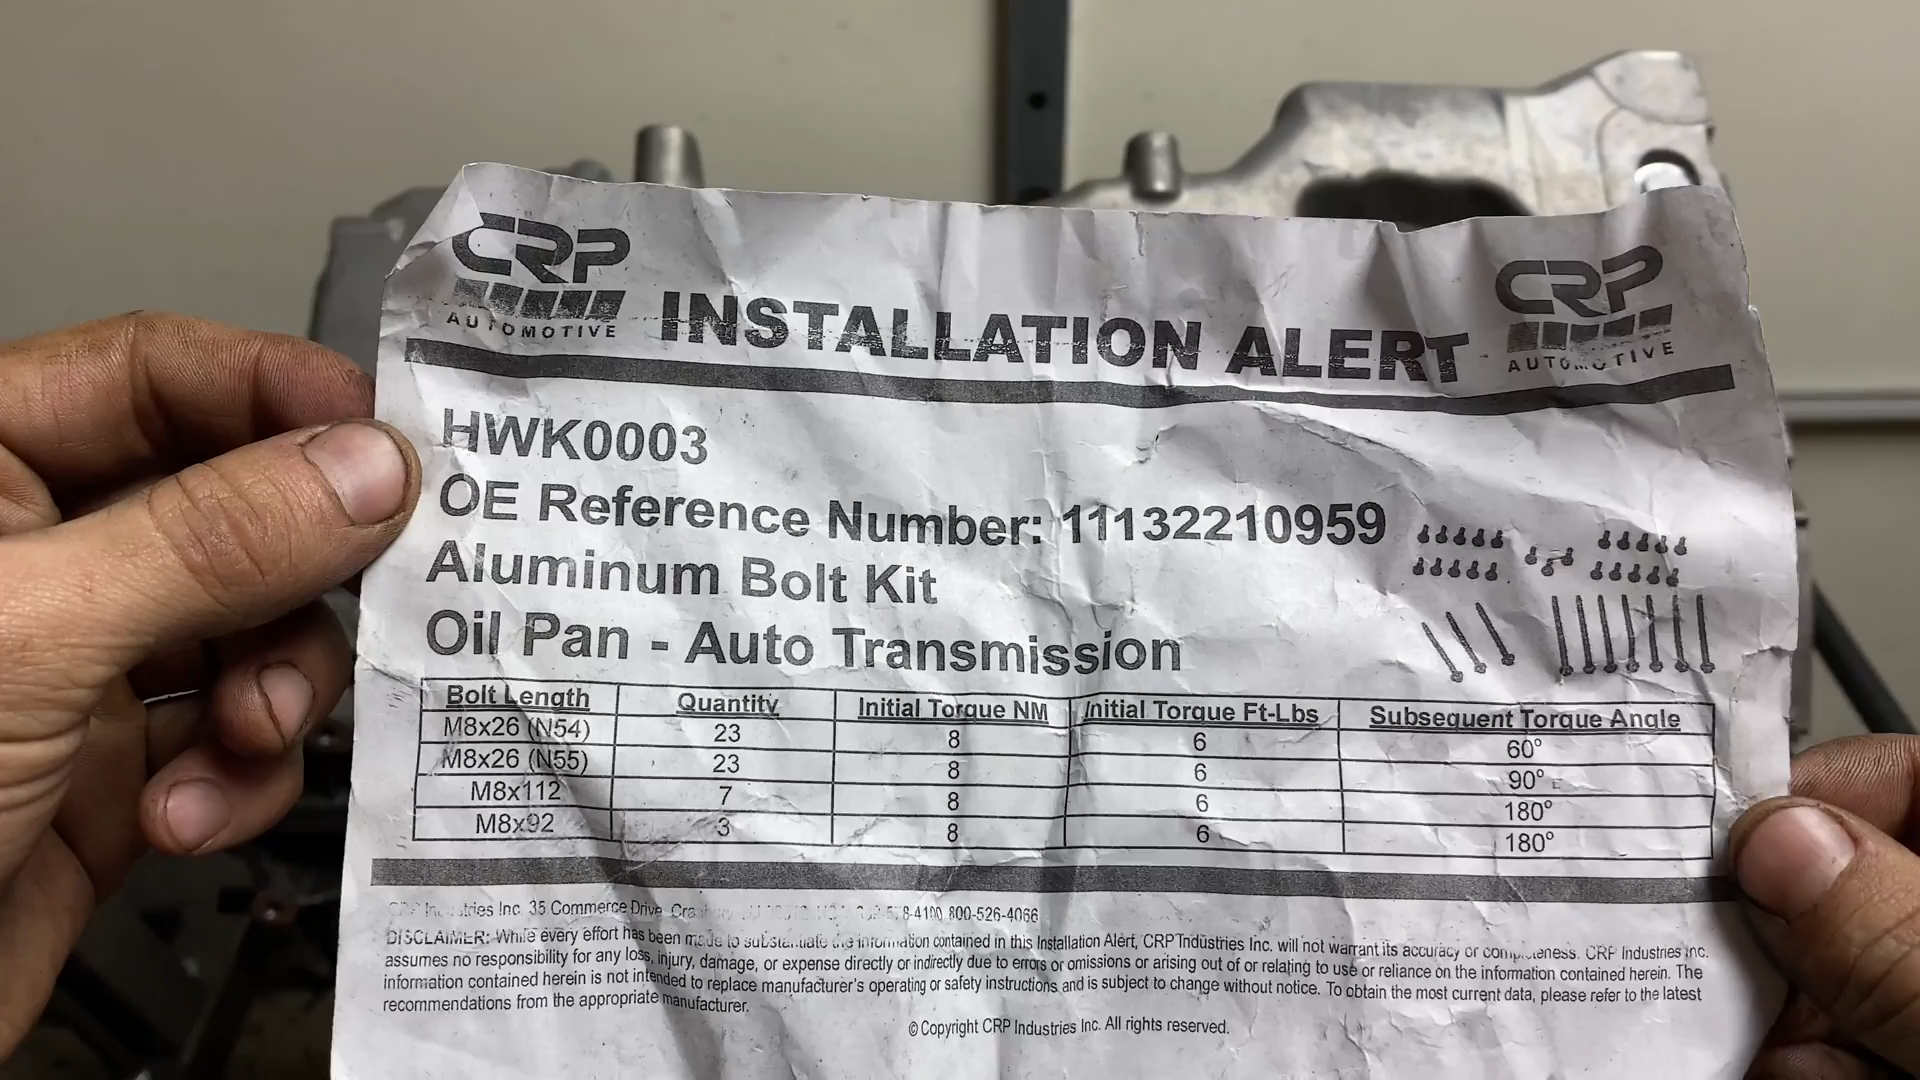 CRP
AUTOMOTIVE
INSTALLATION ALERT
CRP
AUTOMOTIVE
HWK0003
OE Reference Number: 11132210959
Aluminum Bolt Kit
Oil Pan - Auto Transmission
Bolt Length Quantity Initial Torque NM Initial Torque Ft-Lbs Subsequent Torque Angle
M8x26 (N54) 23 8 6 60°
M8x26 (N55) 23 8 6 90°
M8x112 7 8 6 180°
M8x92 3 8 6 180°
CRP Industries Inc. 35 Commerce Drive, 800-526-4066
DISCLAIMER: While every effort has been made to substantiate the information contained in this Installation Alert, CRP Industries Inc. will not warrant its accuracy or completeness. CRP Industries Inc.
assumes no responsibility for any loss, injury, damage, or expense directly or indirectly due to errors or omissions or arising out of or relating to use or reliance on the information contained herein. The
information contained herein is not intended to replace manufacturer's operating or safety instructions and is subject to change without notice. To obtain the most current data, please refer to the latest
recommendations from the appropriate manufacturer.
© Copyright CRP Industries Inc. All rights reserved.